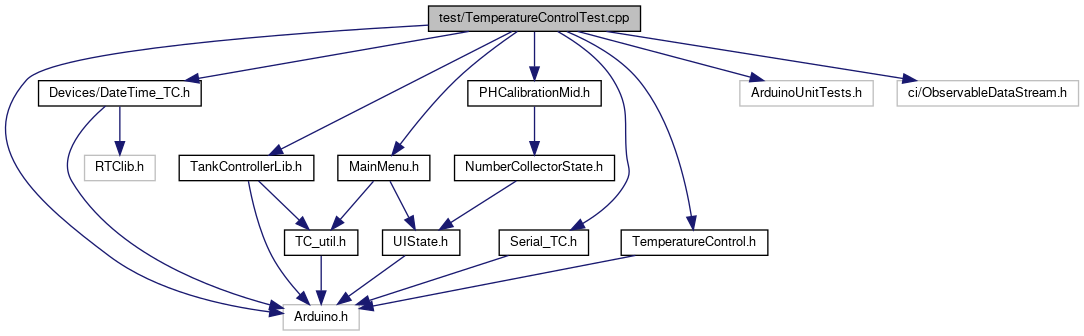 test/TemperatureControlTest.cpp
Devices/DateTime_TC.h
PHCalibrationMid.h
ArduinoUnitTests.h
ci/ObservableDataStream.h
RTClib.h
TankControllerLib.h
MainMenu.h
NumberCollectorState.h
TC_util.h
UIState.h
Serial_TC.h
TemperatureControl.h
Arduino.h